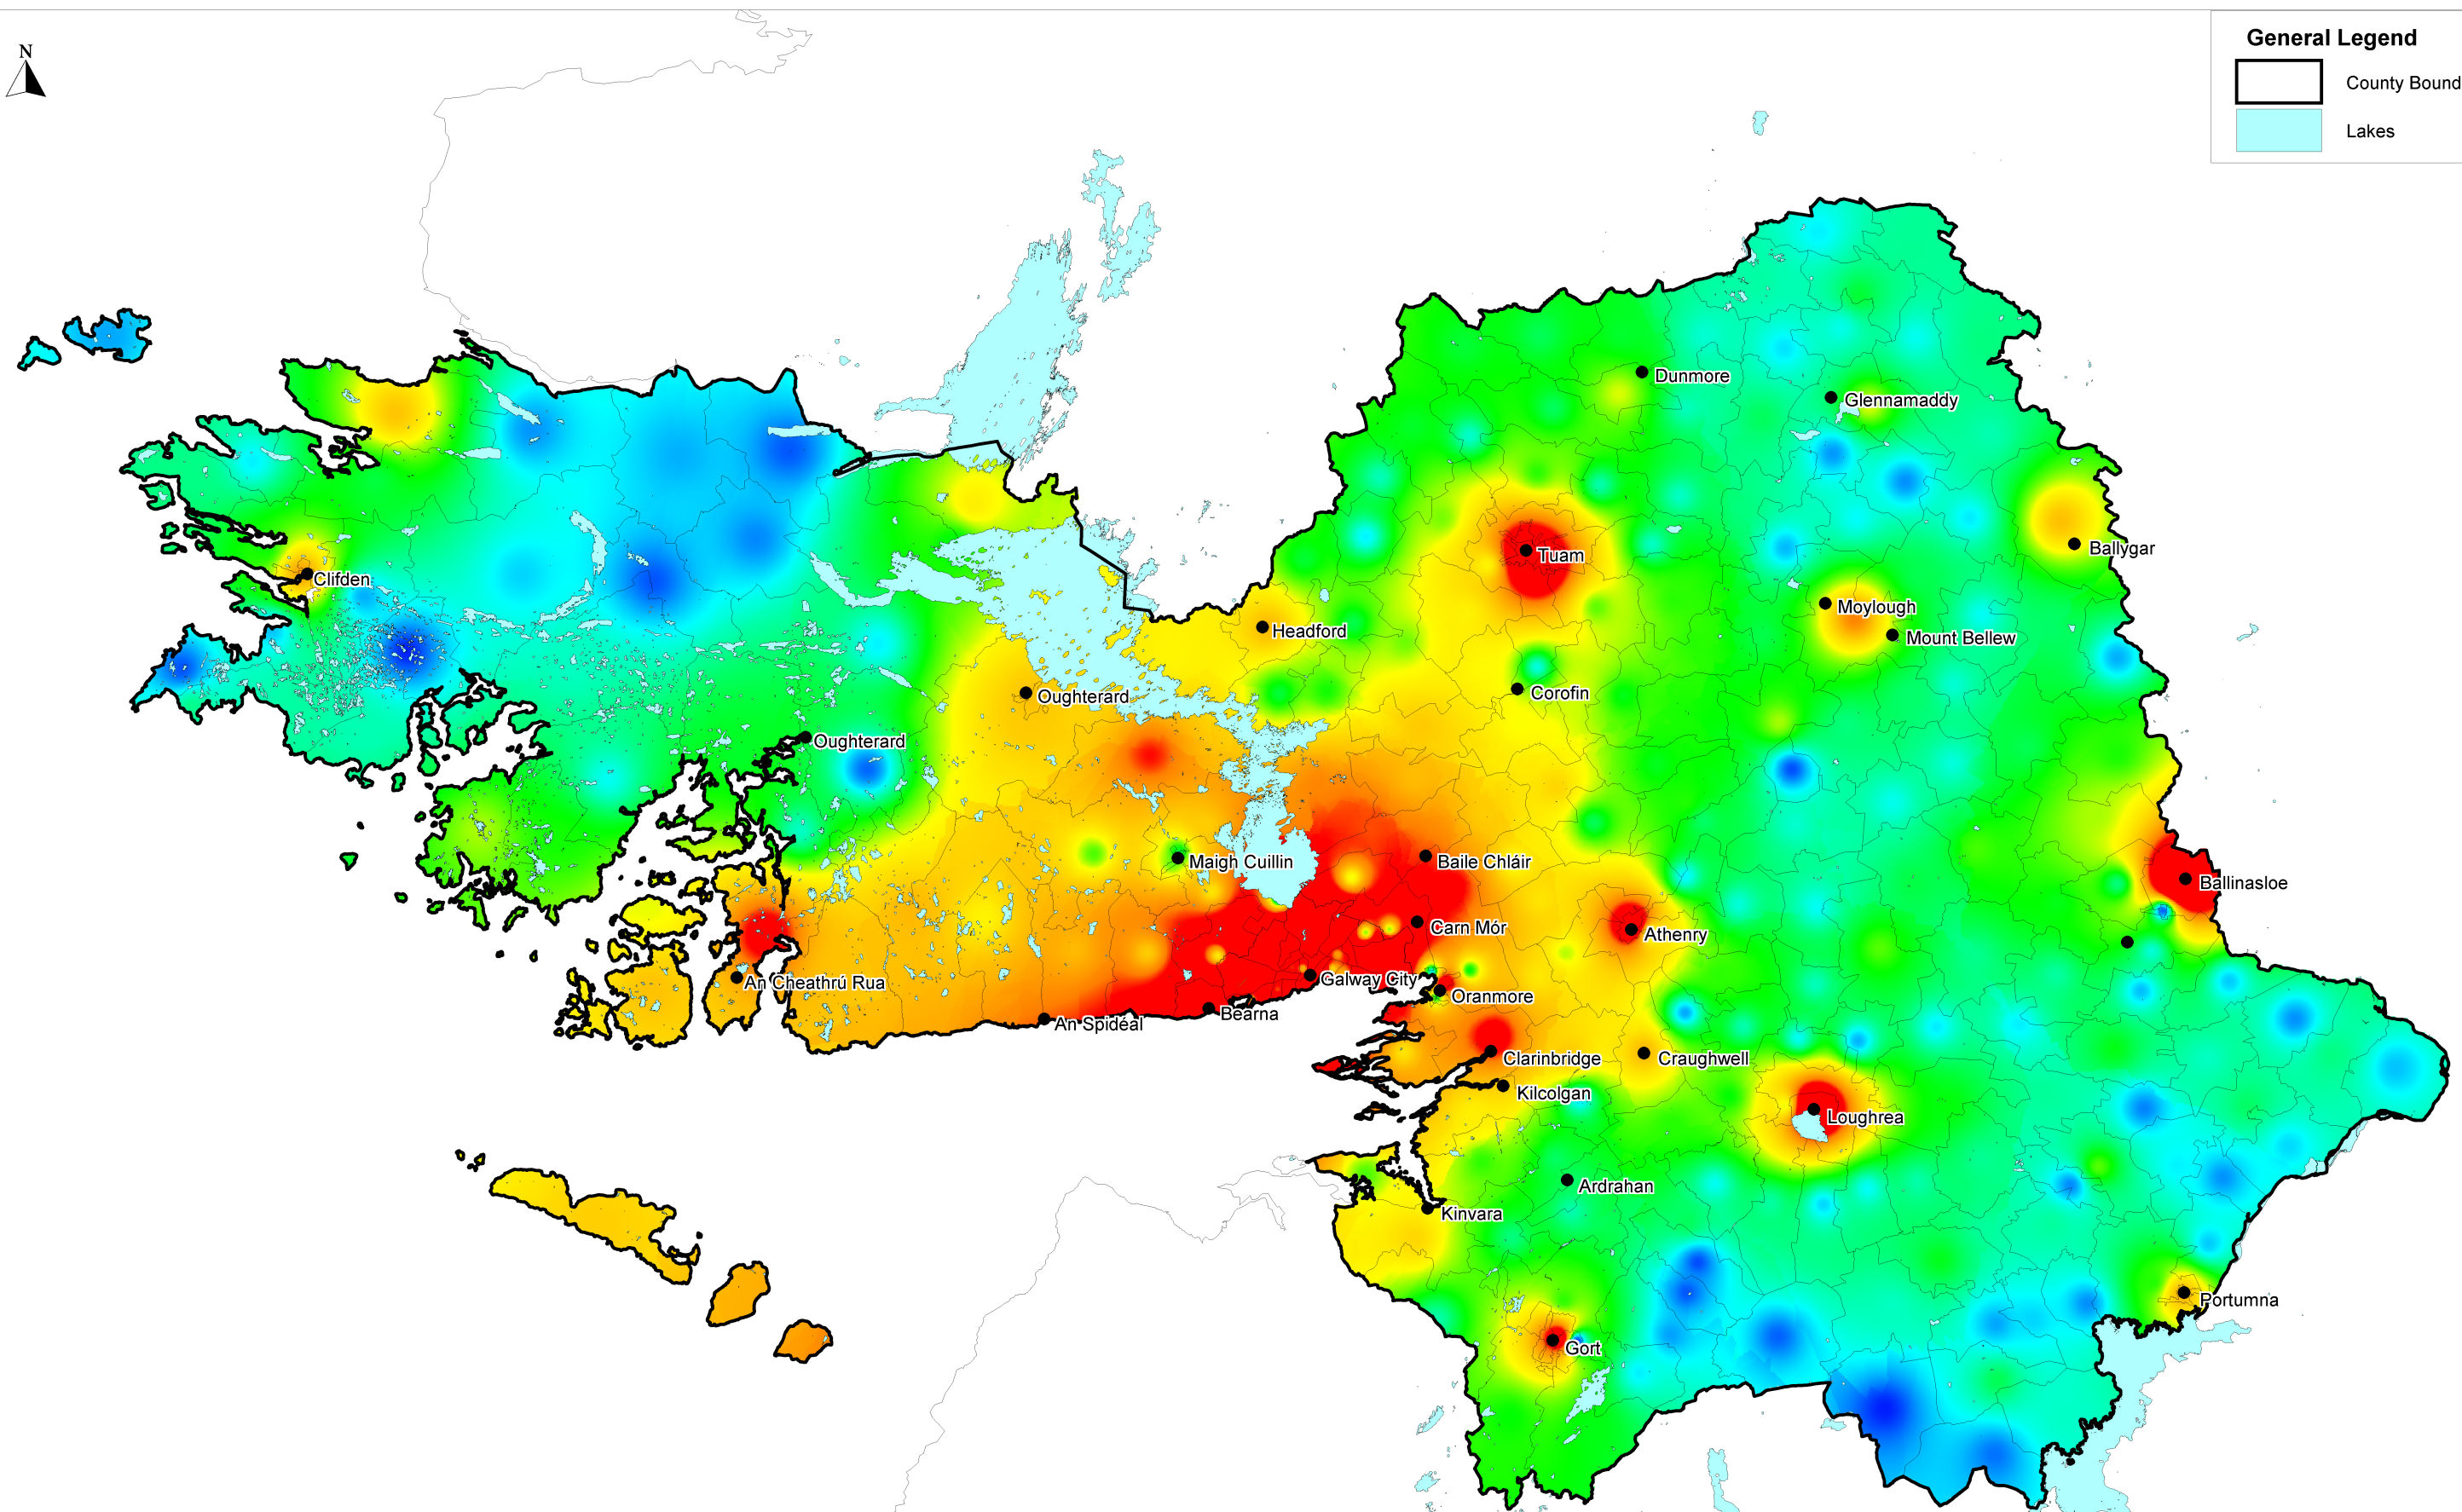 General Legend
N
County Bound
Lakes
Dunmore
Glennamaddy
Ballygar
Tuam
Clifden
Moylough
Headford
Mount Bellew
Oughterard
Corofin
Oughterard
Maigh Cuillin
Baile Chláir
Ballinasloe
Carn Mór
Athenry
An Cheathrú Rua
Galway City
Oranmore
Bearna
An Spidéal
Clarinbridge
Craughwell
Kilcolgan
Loughrea
Ardrahan
Kinvara
Portumna
Gort